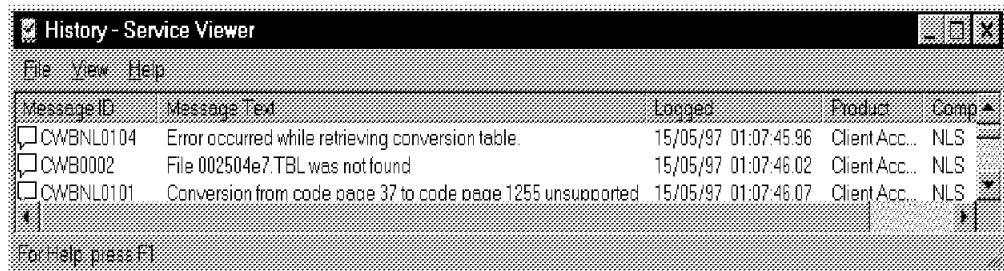 History - Service Viewer
File View Help
Message ID Message Text Logged Product Comp
CWBNL0104 Error occurred while retrieving conversion table. 15/05/97 01:07:45.96 Client Acc... NLS
CWB0002 File 002504e7.TBL was not found 15/05/97 01:07:46.02 Client Acc... NLS
CWBNL0101 Conversion from code page 37 to code page 1255 unsupported 15/05/97 01:07:46.07 Client Acc... NLS
For Help, press F1